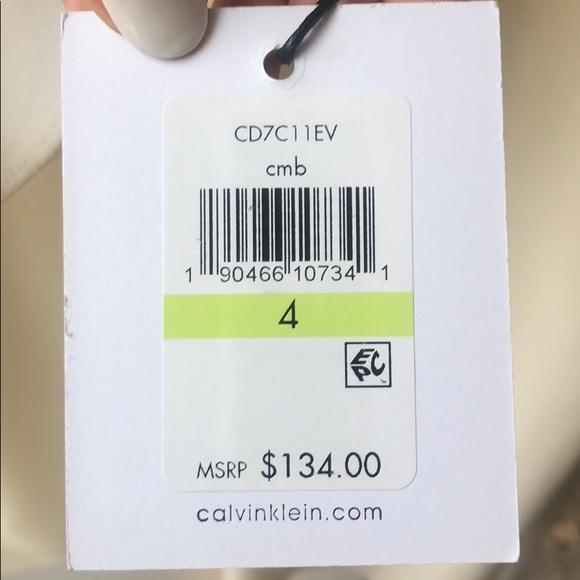 CD7C11EV
cmb
1 90466 10734 1
4
EPC
MSRP $134.00
calvinklein.com